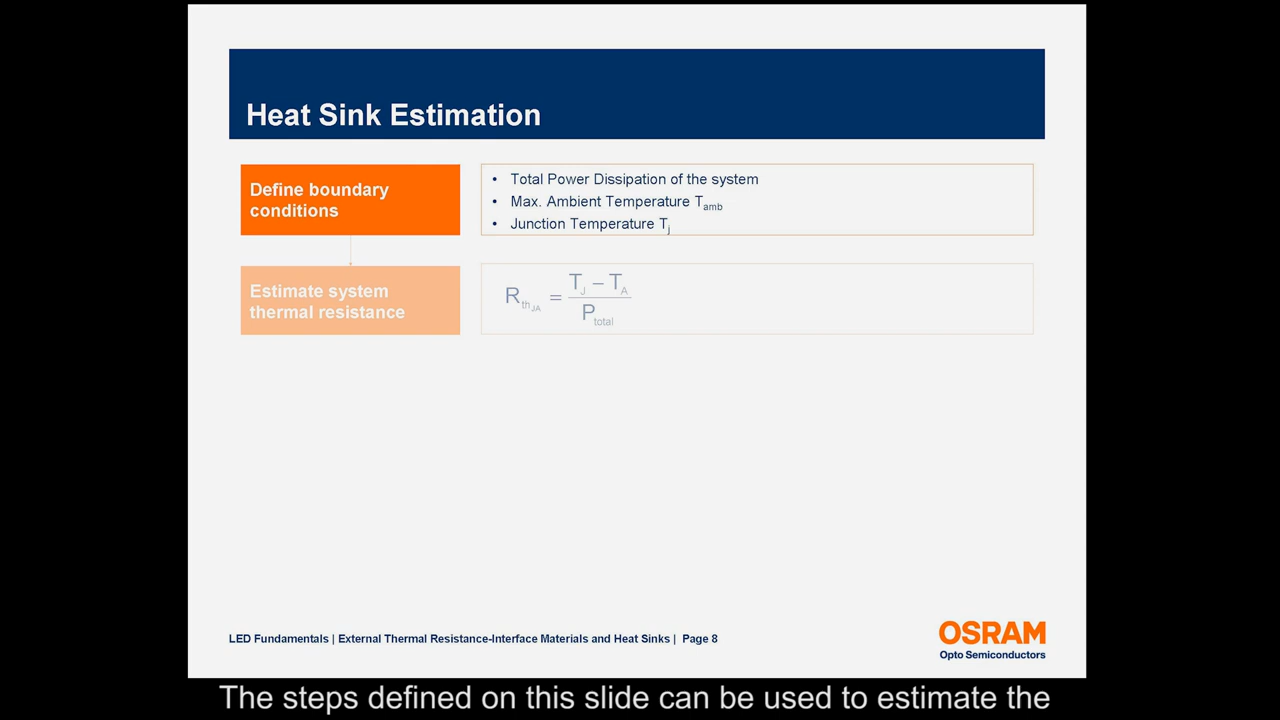 Heat Sink Estimation
Define boundary
conditions
• Total Power Dissipation of the system
• Max. Ambient Temperature Tamb
• Junction Temperature Tj
Estimate system
thermal resistance
RthJA = (TJ – TA) / Ptotal
LED Fundamentals | External Thermal Resistance-Interface Materials and Heat Sinks | Page 8
OSRAM
Opto Semiconductors
The steps defined on this slide can be used to estimate the